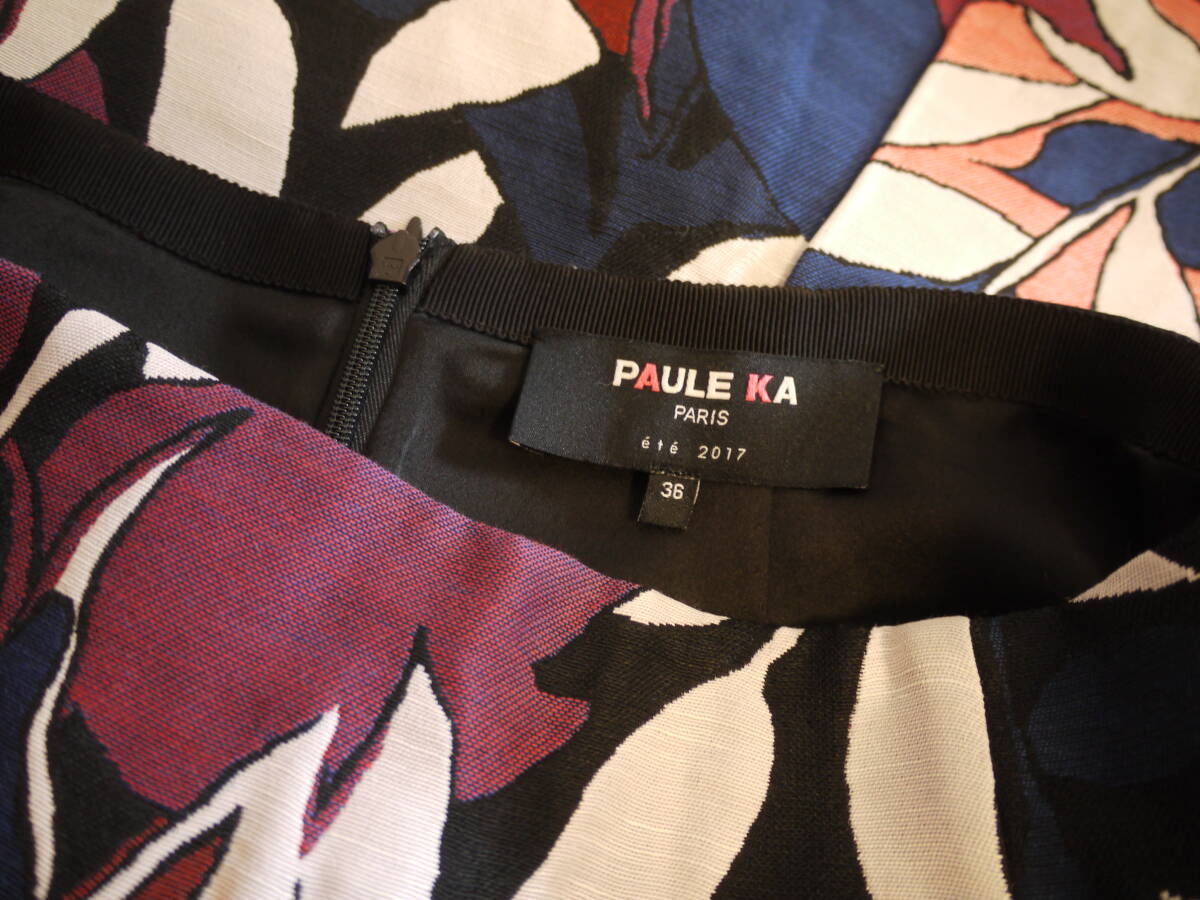 PAULE KA
PARIS
été 2017
36